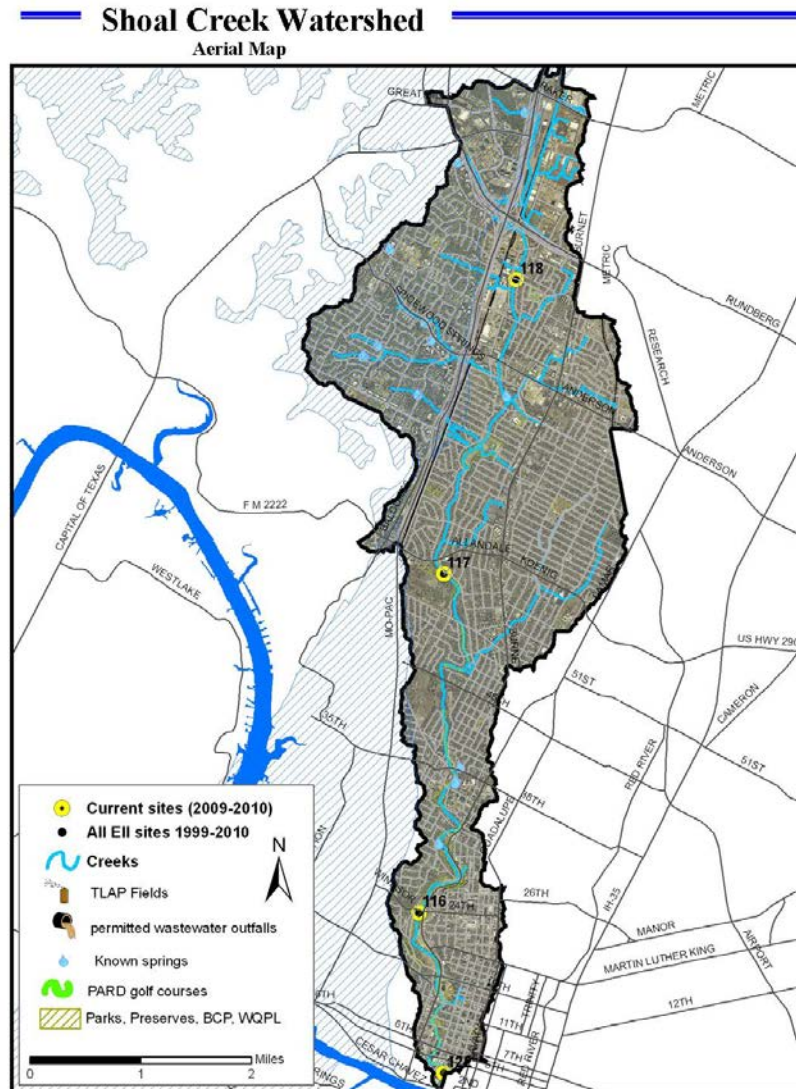 Shoal Creek Watershed
Aerial Map
METRIC
BURNET
METRIC
118
RUNDBERG
RESEARCH
SPICEWOOD SPRINGS
ANDERSON
ANDERSON
CAPITAL OF TEXAS
F M 2222
ALLANDALE
117
KOENIG
WESTLAKE
LAMAR
MO-PAC
US HWY 290
51ST
CAMERON
35TH
51ST
RED RIVER
38TH
Current sites (2009-2010)
All EII sites 1999-2010
Creeks
N
TLAP Fields
permitted wastewater outfalls
Known springs
PARD golf courses
Parks, Preserves, BCP, WQPL
0 1 2 Miles
26TH
116
24TH
IH-35
MANOR
MARTIN LUTHER KING
AIRPORT
TRINITY
12TH
11TH
RED RIVER
7TH
6TH
CESAR CHAVEZ
2ND